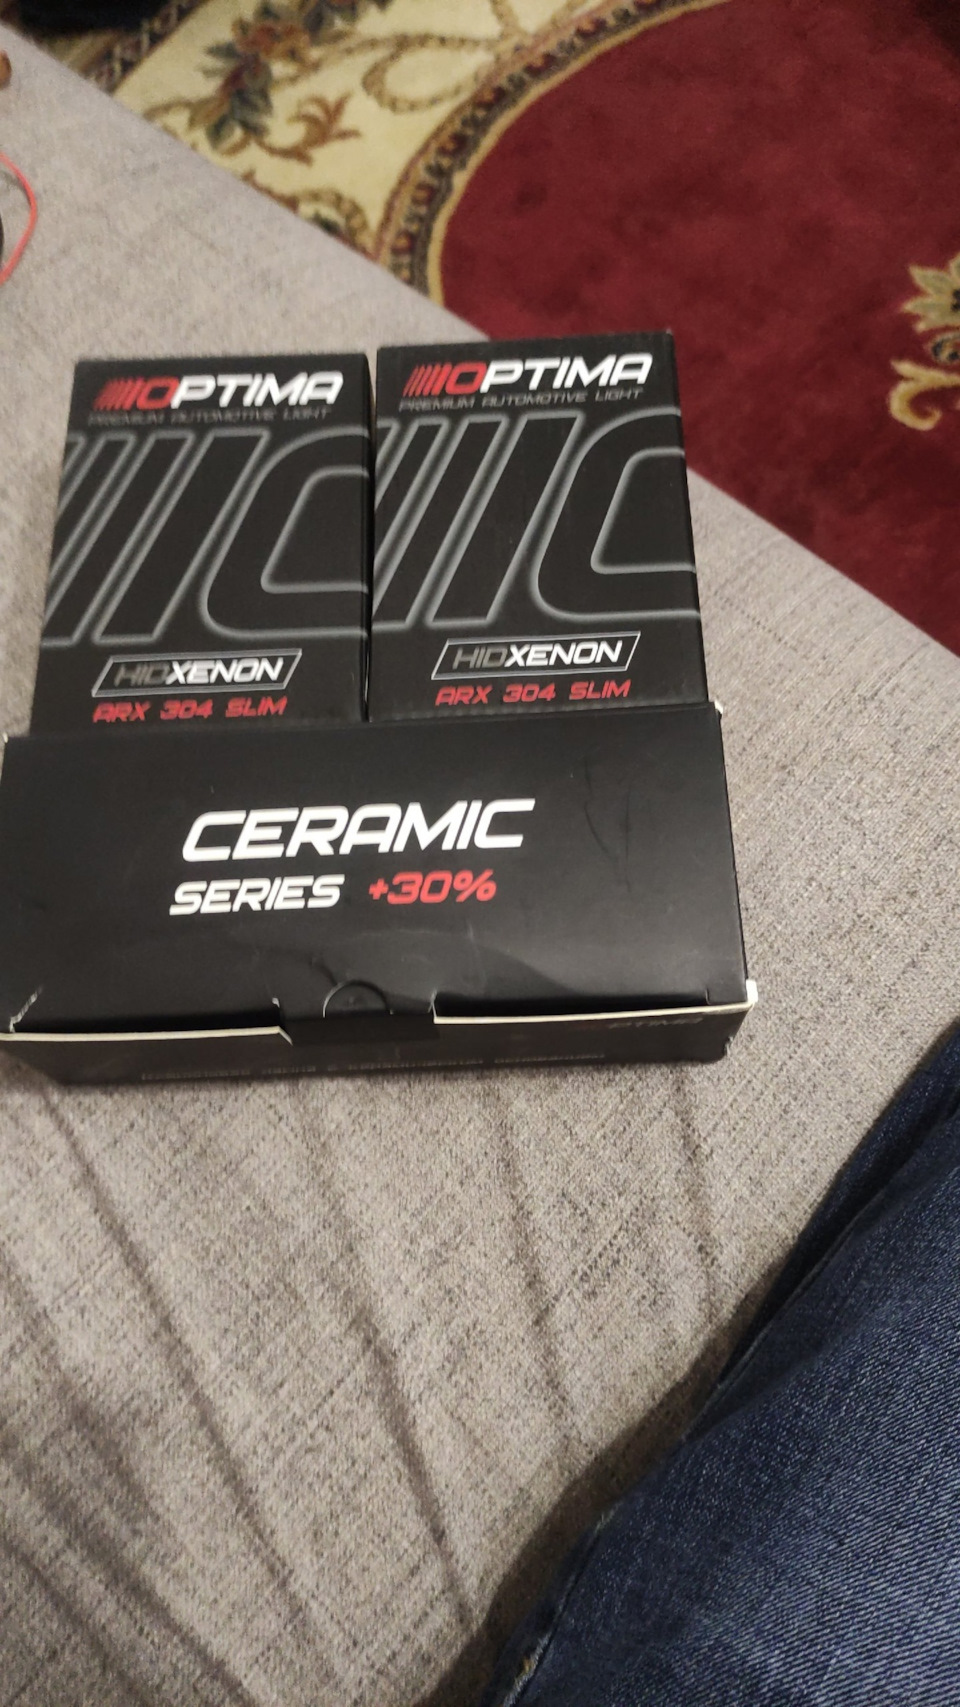 OPTIMA
PREMIUM AUTOMOTIVE LIGHT
HIDXENON
ARX 304 SLIM
OPTIMA
PREMIUM AUTOMOTIVE LIGHT
HIDXENON
ARX 304 SLIM
CERAMIC
SERIES +30%
OPTIMA